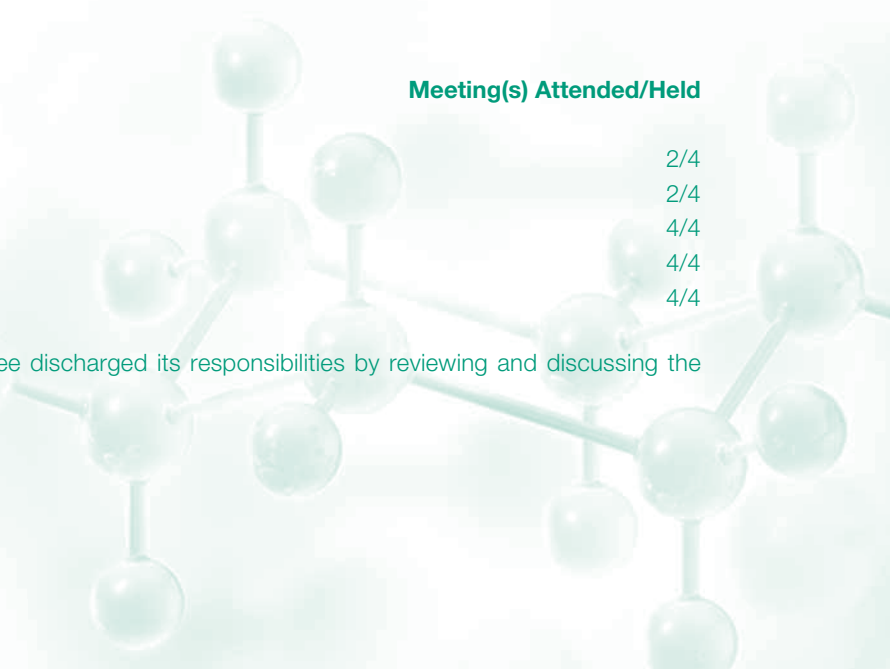 Meeting(s) Attended/Held
2/4
2/4
4/4
4/4
4/4
discharged its responsibilities by reviewing and discussing the